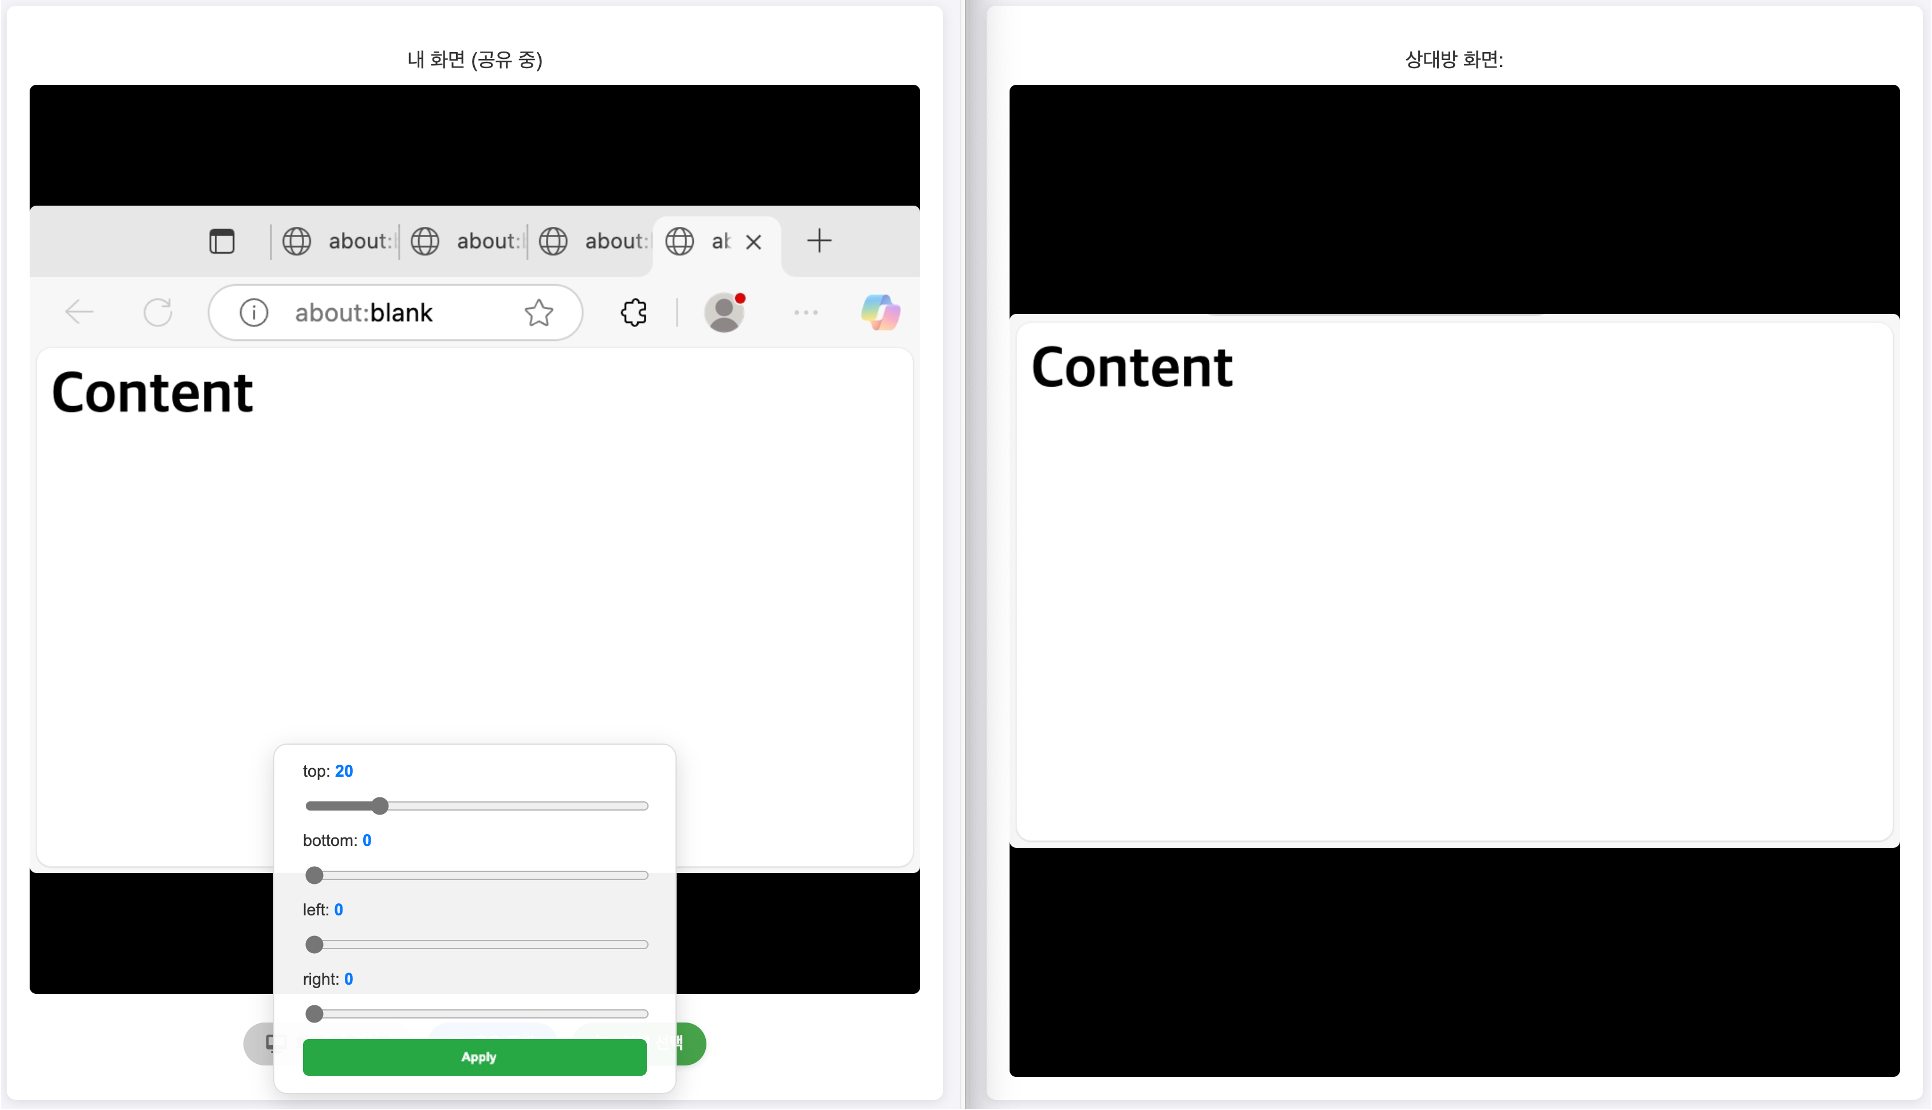 내 화면 (공유 중)
about:
about:
about:
ab
about:blank
Content
top: 20
bottom: 0
left: 0
right: 0
Apply
상대방 화면:
Content